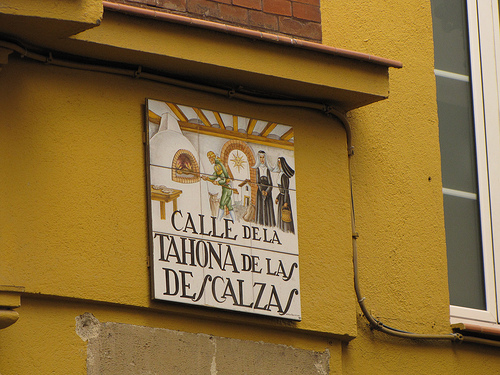 CALLE DE LA
TAHONA DE LAS
DESCALZAS